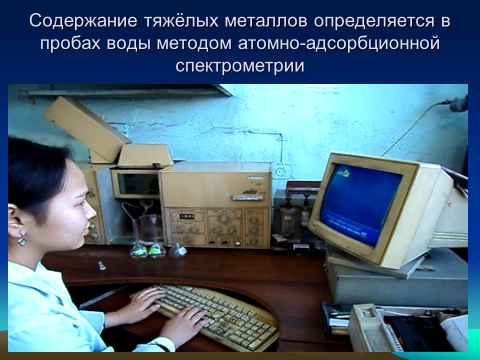 Содержание тяжёлых металлов определяется в
пробах воды методом атомно-адсорбционной
спектрометрии